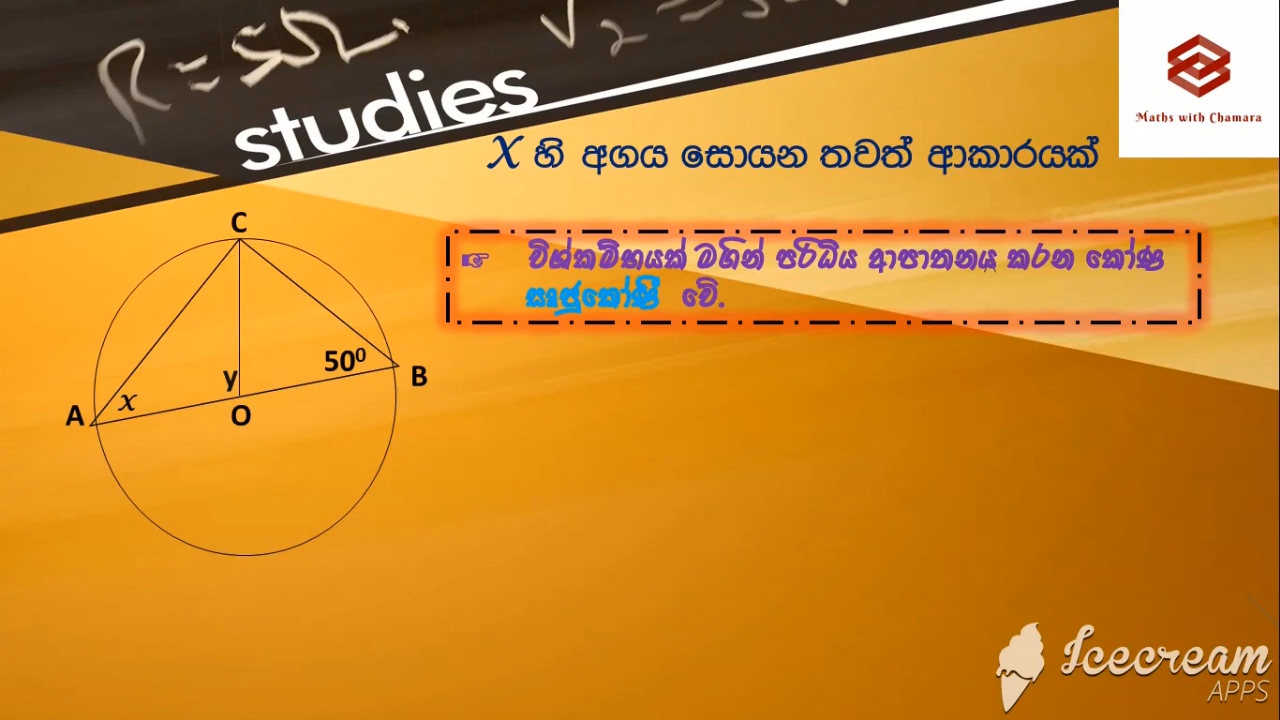 R = 5Ω
studies
Maths with Chamara
x හි අගය සොයන තවත් ආකාරයක්
☞ විශ්කම්භයක් මගින් පරිධිය ආපාතනය කරන කෝණ
සෘජුකෝණී වේ.
C
50⁰
y
B
x
A
O
Icecream
APPS